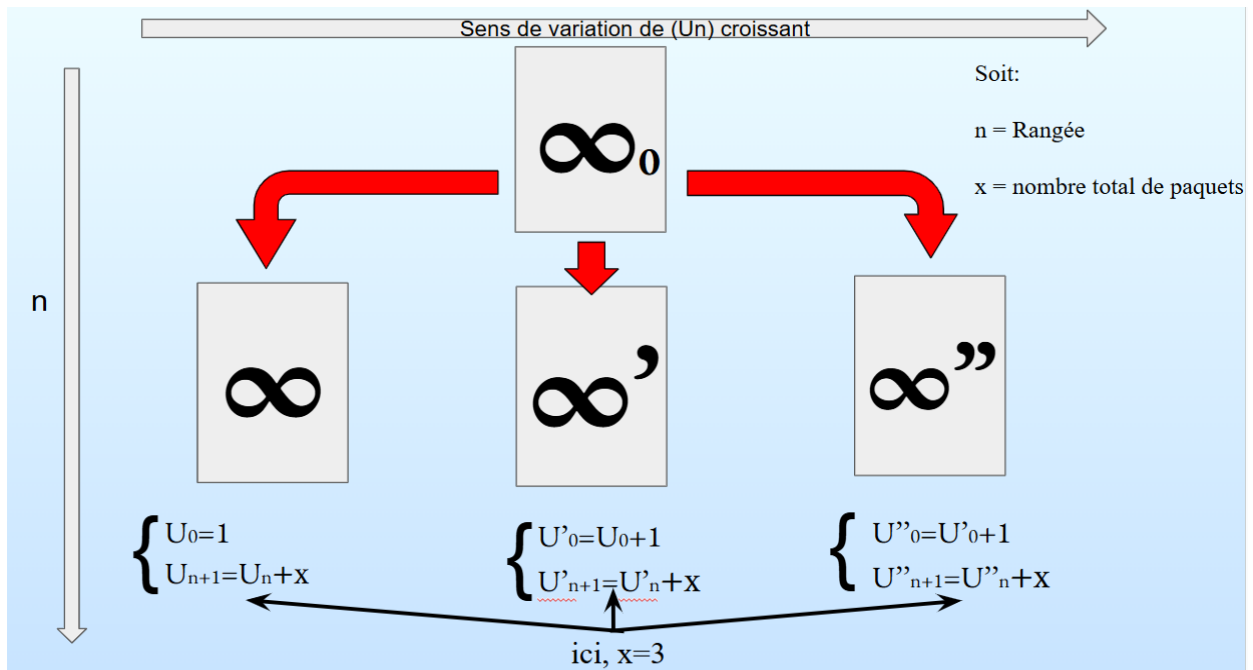 Sens de variation de (Un) croissant
Soit:
n = Rangée
x = nombre total de paquets
∞₀
n
∞
∞’
∞”
{ U₀=1
Uₙ₊₁=Uₙ+x
{ U’₀=U₀+1
U’ₙ₊₁=U’ₙ+x
{ U”₀=U’₀+1
U”ₙ₊₁=U”ₙ+x
ici, x=3